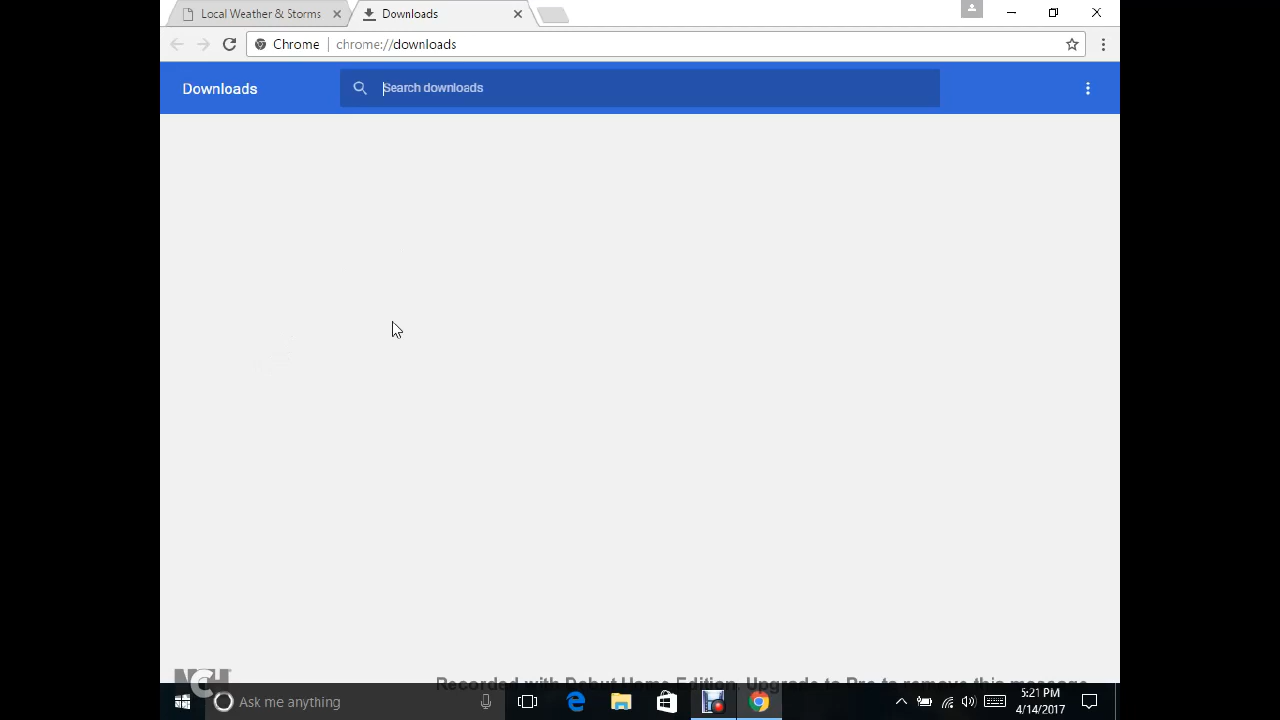 Local Weather & Storms
Downloads
Chrome
chrome://downloads
Downloads
Search downloads
NCH
Recorded with Debut Home Edition. Upgrade to Pro to remove this message
Ask me anything
5:21 PM
4/14/2017